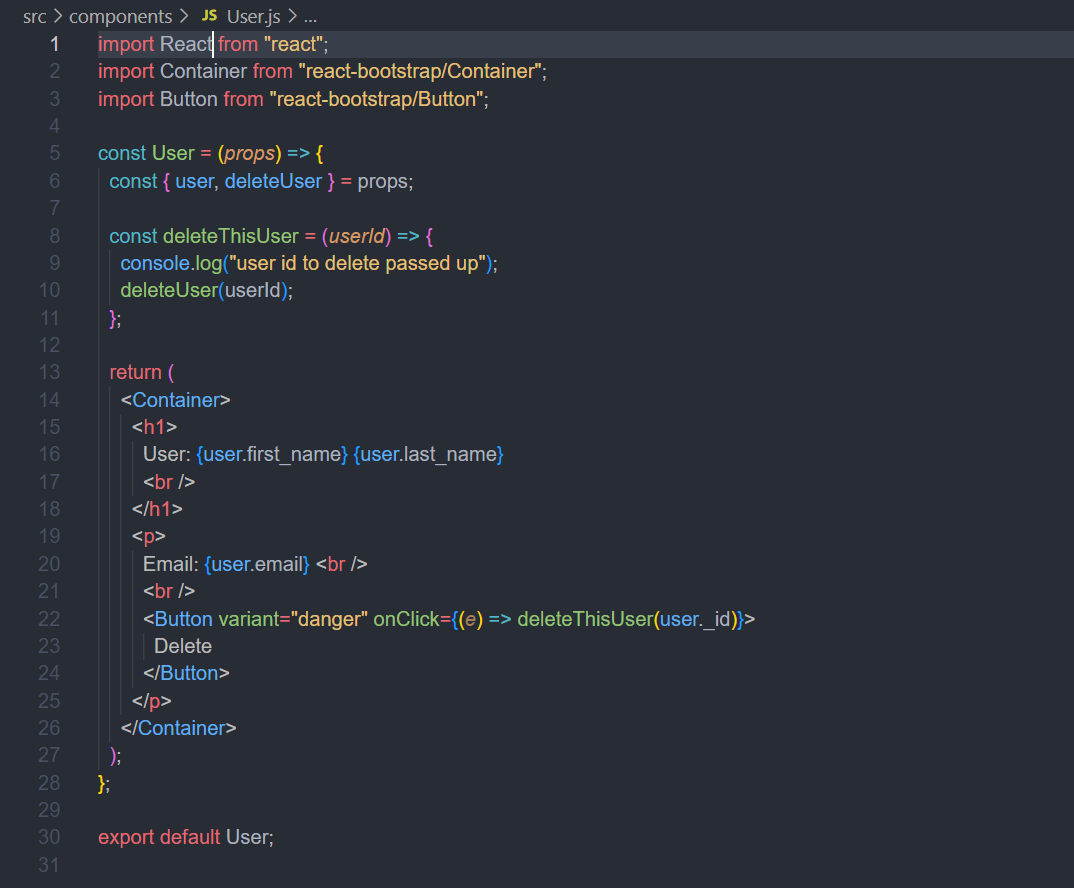 src > components > JS User.js > ...
1 import React from "react";
2 import Container from "react-bootstrap/Container";
3 import Button from "react-bootstrap/Button";
4
5 const User = (props) => {
6   const { user, deleteUser } = props;
7
8   const deleteThisUser = (userId) => {
9     console.log("user id to delete passed up");
10     deleteUser(userId);
11   };
12
13   return (
14     <Container>
15       <h1>
16         User: {user.first_name} {user.last_name}
17         <br />
18       </h1>
19       <p>
20         Email: {user.email} <br />
21         <br />
22         <Button variant="danger" onClick={(e) => deleteThisUser(user._id)}>
23           Delete
24         </Button>
25       </p>
26     </Container>
27   );
28 };
29
30 export default User;
31